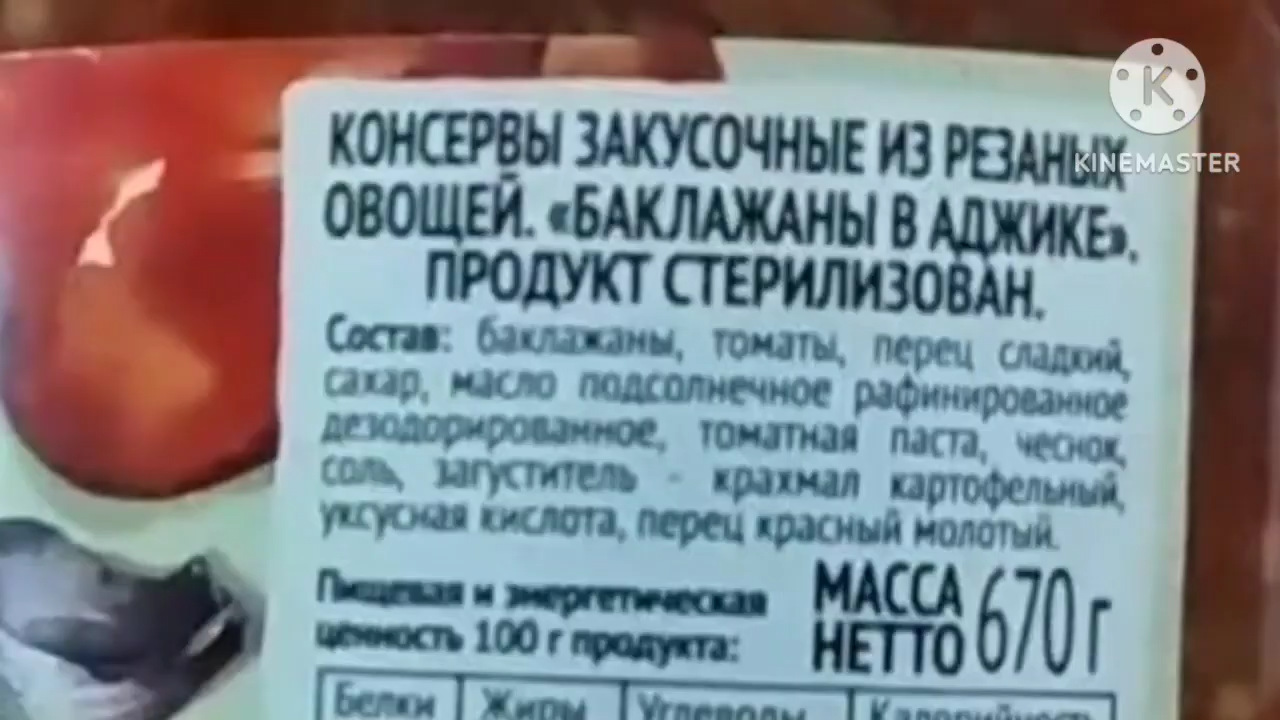 КОНСЕРВЫ ЗАКУСОЧНЫЕ ИЗ РЕЗАНЫХ
ОВОЩЕЙ. «БАКЛАЖАНЫ В АДЖИКЕ».
ПРОДУКТ СТЕРИЛИЗОВАН.
Состав: баклажаны, томаты, перец сладкий,
сахар, масло подсолнечное рафинированное
дезодорированное, томатная паста, чеснок,
соль, загуститель - крахмал картофельный,
уксусная кислота, перец красный молотый.
Пищевая и энергетическая
ценность 100 г продукта:
МАССА
НЕТТО 670 г
Белки Жиры Углеводы Калорийность
K
KINEMASTER